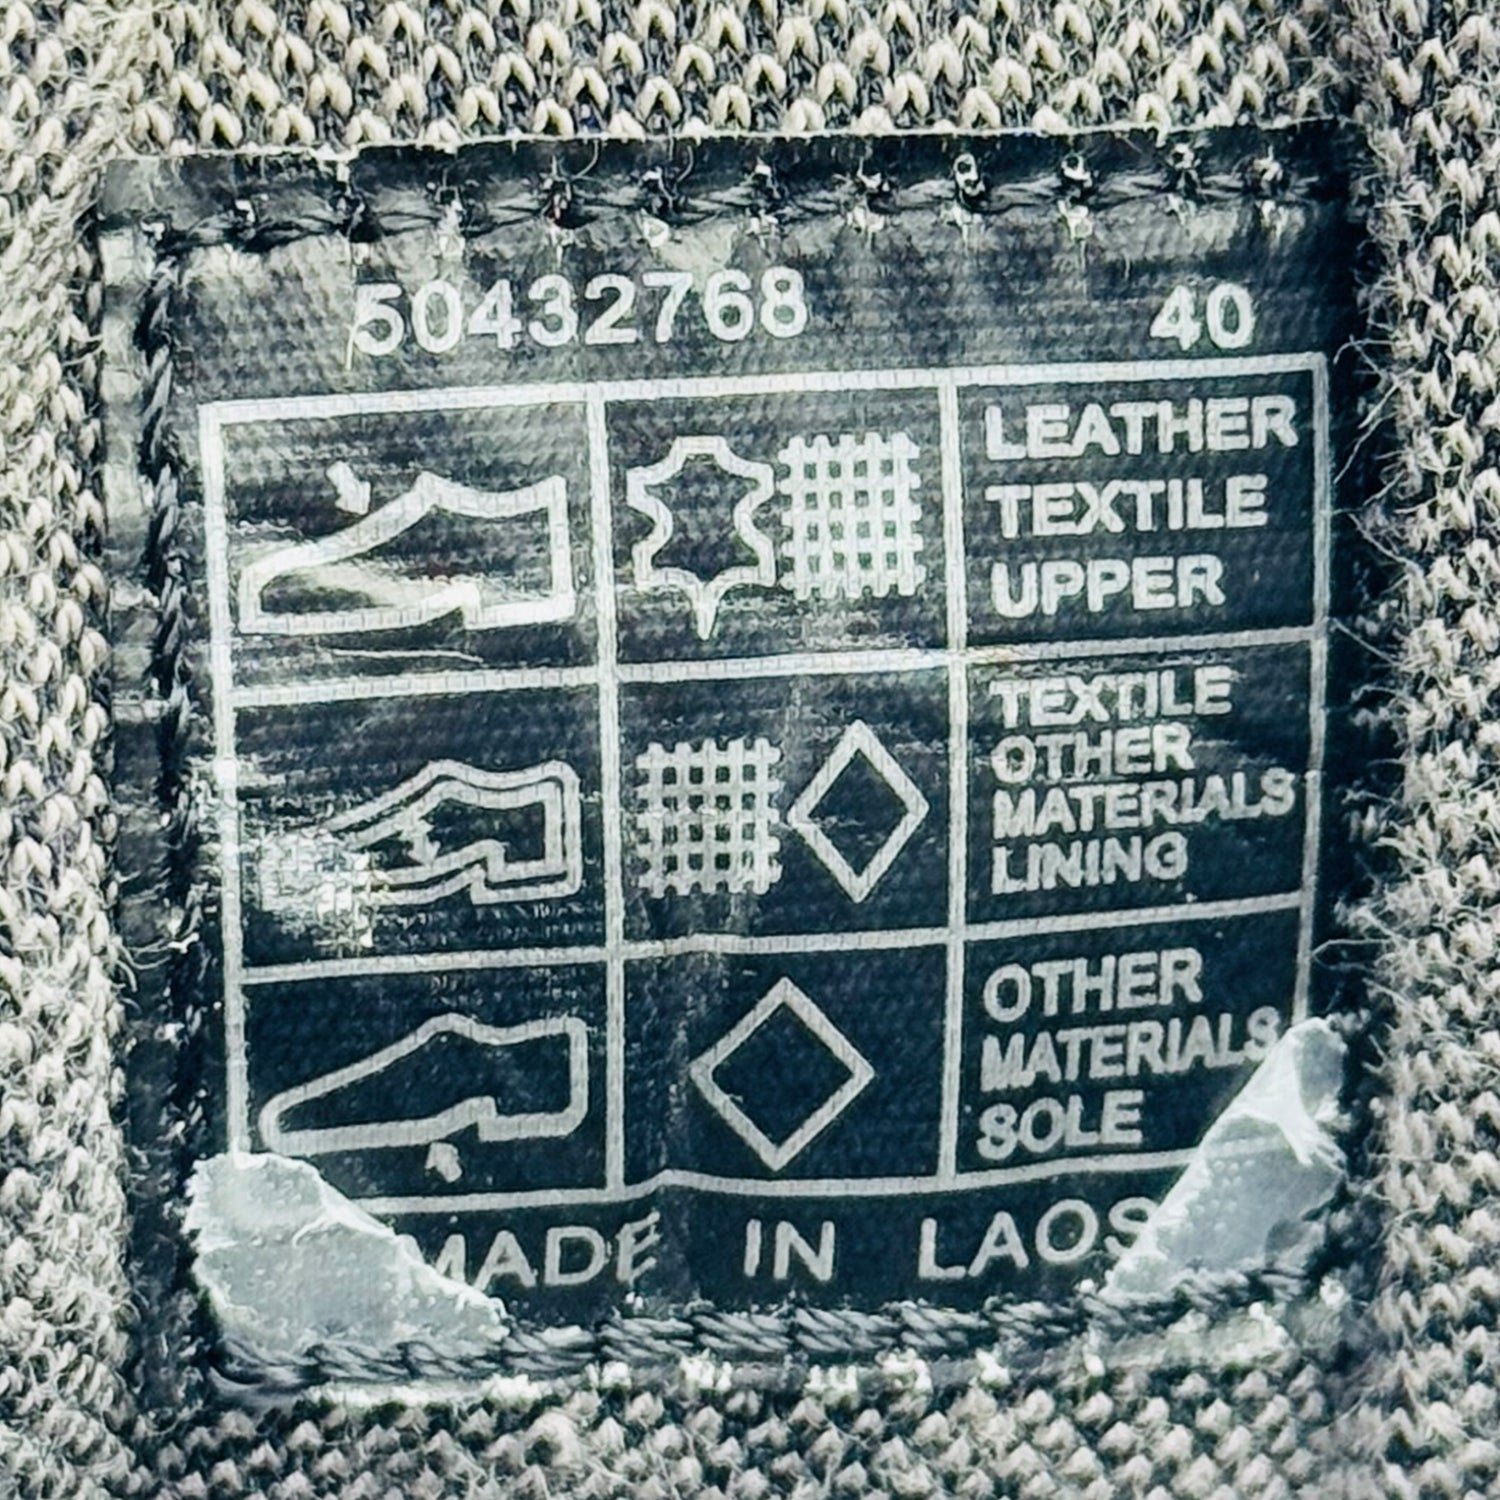 50432768 40
LEATHER
TEXTILE
UPPER
TEXTILE
OTHER
MATERIALS
LINING
OTHER
MATERIALS
SOLE
MADE IN LAOS